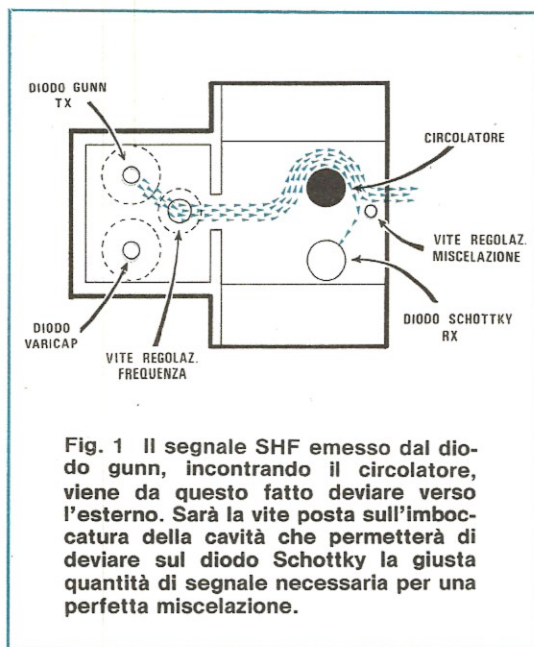 DIODO GUNN
TX
CIRCOLATORE
VITE REGOLAZ.
MISCELAZIONE
DIODO SCHOTTKY
RX
DIODO
VARICAP
VITE REGOLAZ.
FREQUENZA
Fig. 1 Il segnale SHF emesso dal dio-
do gunn, incontrando il circolatore,
viene da questo fatto deviare verso
l'esterno. Sarà la vite posta sull'imboc-
catura della cavità che permetterà di
deviare sul diodo Schottky la giusta
quantità di segnale necessaria per una
perfetta miscelazione.